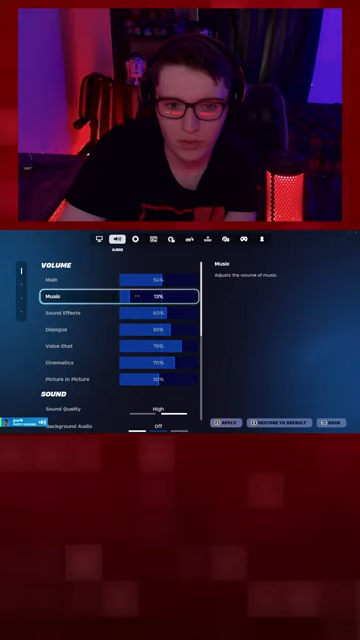 AUDIO
VOLUME
Main 54%
Music 13%
Sound Effects 60%
Dialogue 65%
Voice Chat 79%
Cinematics 70%
Picture In Picture 50%
SOUND
Sound Quality High
Background Audio Off
Music
Adjusts the volume of music.
APPLY
RESTORE TO DEFAULT
BACK